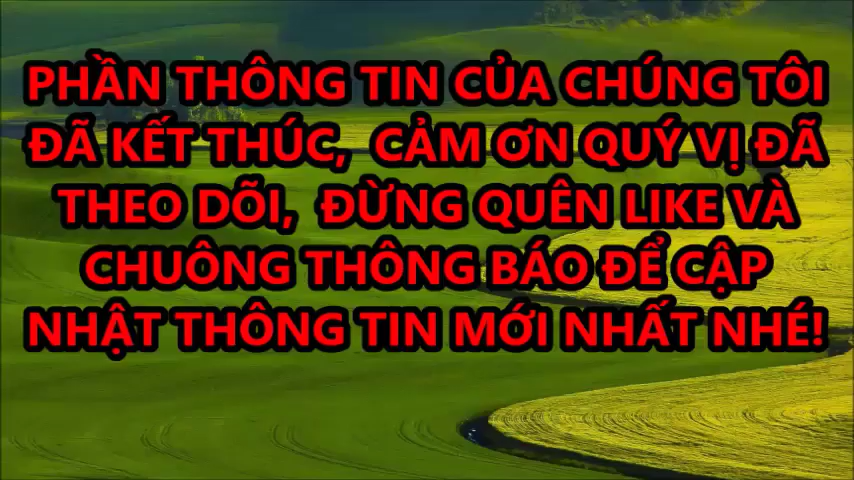 PHẦN THÔNG TIN CỦA CHÚNG TÔI
ĐÃ KẾT THÚC, CẢM ƠN QUÝ VỊ ĐÃ
THEO DÕI, ĐỪNG QUÊN LIKE VÀ
CHUÔNG THÔNG BÁO ĐỂ CẬP
NHẬT THÔNG TIN MỚI NHẤT NHÉ!